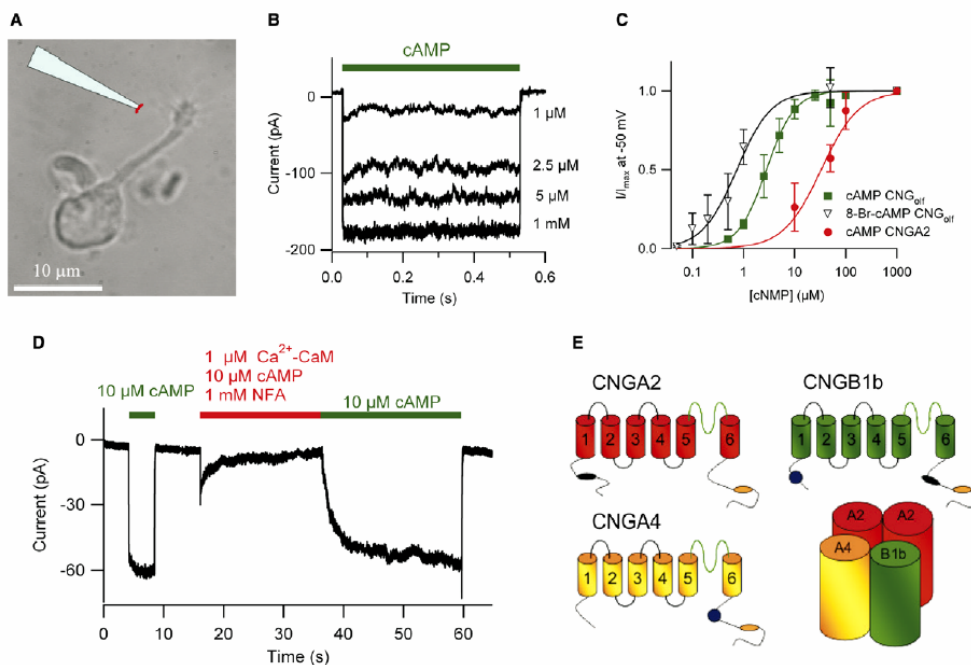 A
10 µm
B
cAMP
Current (pA)
0
-100
-200
1 µM
2.5 µM
5 µM
1 mM
0.0 0.2 0.4 0.6
Time (s)
C
I/Imax at -50 mV
1.0
0.5
0.0
cAMP CNGolf
8-Br-cAMP CNGolf
cAMP CNGA2
0.1 1 10 100 1000
[cNMP] (µM)
D
1 µM Ca2+-CaM
10 µM cAMP
1 mM NFA
10 µM cAMP
10 µM cAMP
Current (pA)
0
-30
-60
0 10 20 30 40 50 60
Time (s)
E
CNGA2
1 2 3 4 5 6
CNGB1b
1 2 3 4 5 6
CNGA4
1 2 3 4 5 6
A2 A2
A4 B1b